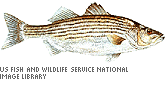 US FISH AND WILDLIFE SERVICE NATIONAL
IMAGE LIBRARY